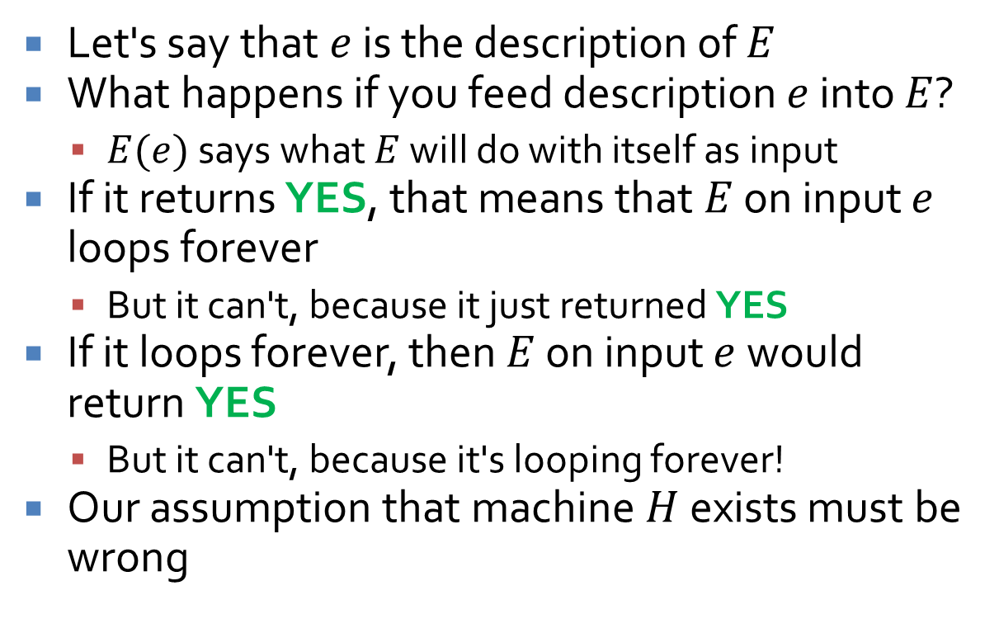 Let's say that e is the description of E
What happens if you feed description e into E?
E(e) says what E will do with itself as input
If it returns YES, that means that E on input e
loops forever
But it can't, because it just returned YES
If it loops forever, then E on input e would
return YES
But it can't, because it's looping forever!
Our assumption that machine H exists must be
wrong